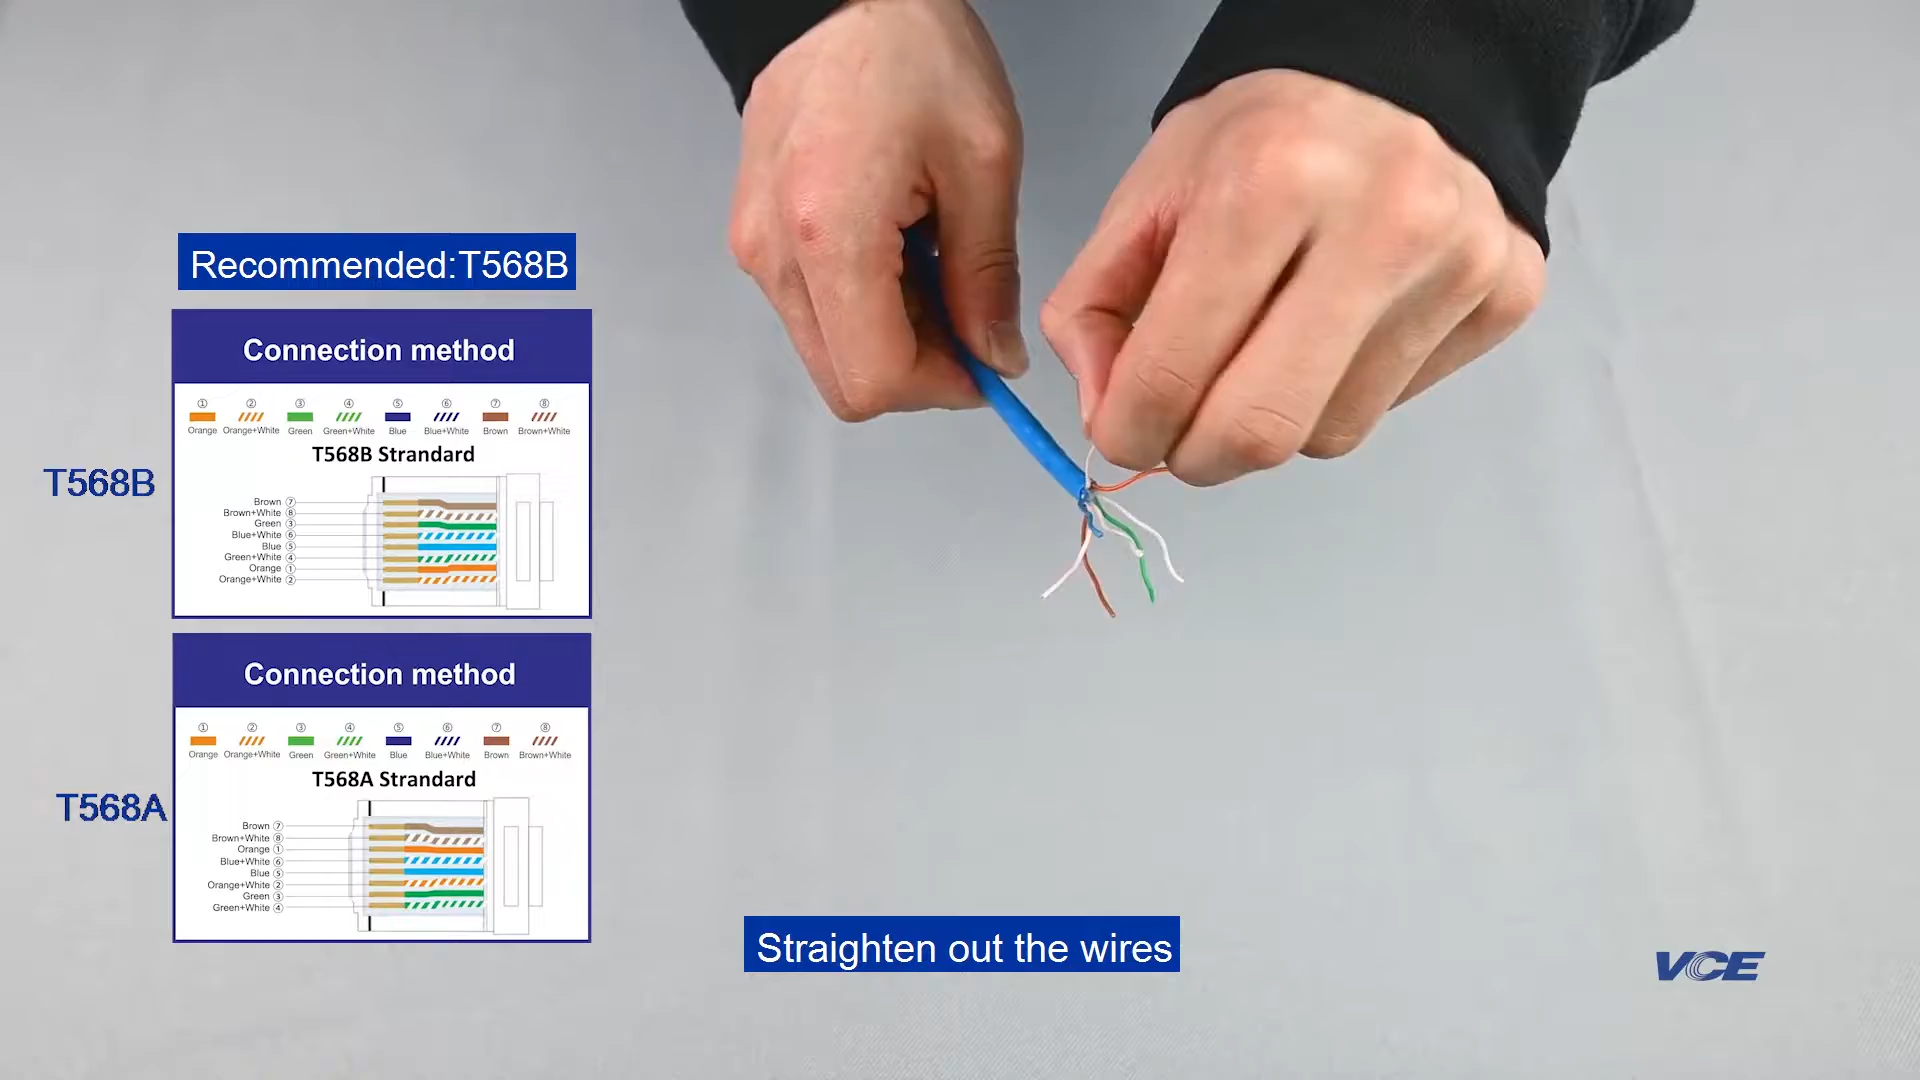 Recommended:T568B
Connection method
① ② ③ ④ ⑤ ⑥ ⑦ ⑧
Orange Orange+White Green Green+White Blue Blue+White Brown Brown+White
T568B Strandard
T568B
Brown ⑦
Brown+White ⑧
Green ③
Blue+White ⑥
Blue ⑤
Green+White ④
Orange ①
Orange+White ②
Connection method
① ② ③ ④ ⑤ ⑥ ⑦ ⑧
Orange Orange+White Green Green+White Blue Blue+White Brown Brown+White
T568A Strandard
T568A
Brown ⑦
Brown+White ⑧
Orange ①
Blue+White ⑥
Blue ⑤
Orange+White ②
Green ③
Green+White ④
Straighten out the wires
VCE